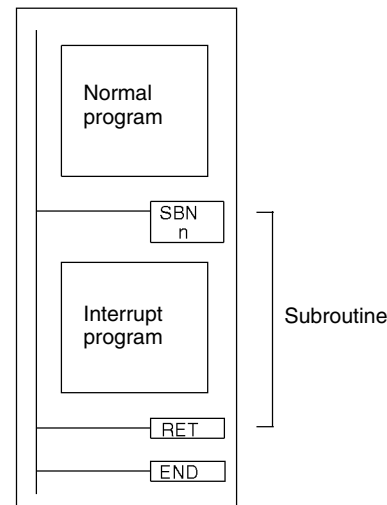 Normal
program
SBN
n
Interrupt
program
Subroutine
RET
END